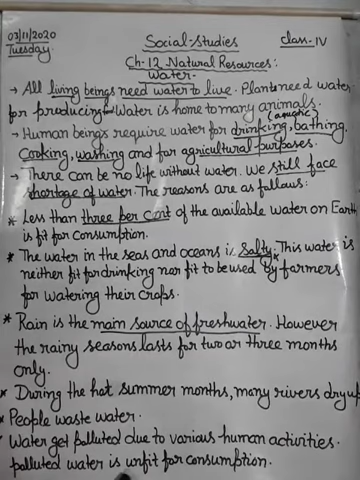 03/11/2020 Social-Studies Class-IV
Tuesday
Ch-12 Natural Resources:
Water-
→ All living beings need water to live. Plants need water
for producing Water is home to many animals.
(aquatic)
→ Human beings require water for drinking, bathing,
Cooking, washing and for agricultural purposes.
→ There can be no life without water. We still face
shortage of water. The reasons are as follows:
* Less than three per cent of the available water on Earth
is fit for Consumption.
* The water in the seas and oceans is Salty. This water is
neither fit for drinking nor fit to be used by farmers
for watering their Crops.
* Rain is the main source of freshwater. However
the rainy seasons lasts for two or three months
only.
* During the hot summer months, many rivers dry up
* People waste water.
* Water get polluted due to various human activities.
polluted water is unfit for consumption.